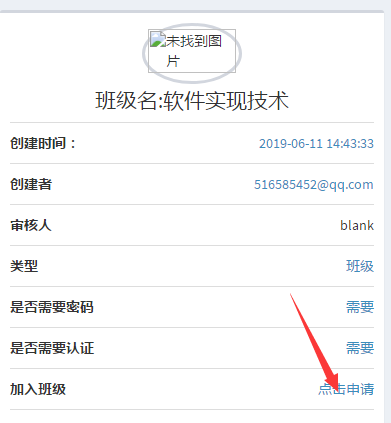 未找到图
片
班级名:软件实现技术
创建时间： 2019-06-11 14:43:33
创建者 516585452@qq.com
审核人 blank
类型 班级
是否需要密码 需要
是否需要认证 需要
加入班级 点击申请